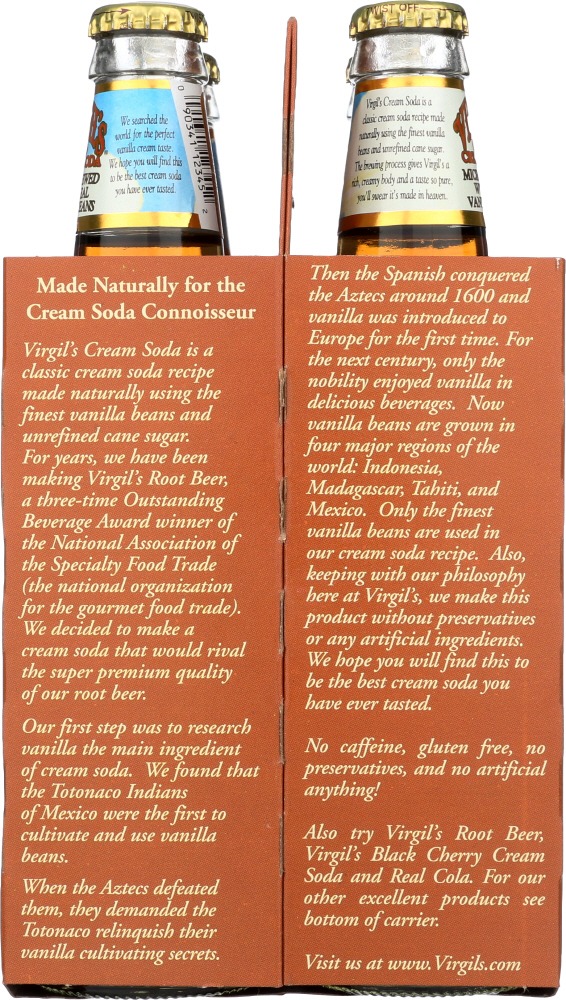 TWIST OFF
We searched the
world for the perfect
vanilla cream taste.
We hope you will find this
to be the best cream soda
you have ever tasted.
0 90341 12345 2
Virgil's Cream Soda is a
classic cream soda recipe made
naturally using the finest vanilla
beans and unrefined cane sugar.
The brewing process gives Virgil's a
rich, creamy body and a taste so pure,
you'll swear it's made in heaven.
Made Naturally for the
Cream Soda Connoisseur
Virgil's Cream Soda is a
classic cream soda recipe
made naturally using the
finest vanilla beans and
unrefined cane sugar.
For years, we have been
making Virgil's Root Beer,
a three-time Outstanding
Beverage Award winner of
the National Association of
the Specialty Food Trade
(the national organization
for the gourmet food trade).
We decided to make a
cream soda that would rival
the super premium quality
of our root beer.
Our first step was to research
vanilla the main ingredient
of cream soda. We found that
the Totonaco Indians
of Mexico were the first to
cultivate and use vanilla
beans.
When the Aztecs defeated
them, they demanded the
Totonaco relinquish their
vanilla cultivating secrets.
Then the Spanish conquered
the Aztecs around 1600 and
vanilla was introduced to
Europe for the first time. For
the next century, only the
nobility enjoyed vanilla in
delicious beverages. Now
vanilla beans are grown in
four major regions of the
world: Indonesia,
Madagascar, Tahiti, and
Mexico. Only the finest
vanilla beans are used in
our cream soda recipe. Also,
keeping with our philosophy
here at Virgil's, we make this
product without preservatives
or any artificial ingredients.
We hope you will find this to
be the best cream soda you
have ever tasted.
No caffeine, gluten free, no
preservatives, and no artificial
anything!
Also try Virgil's Root Beer,
Virgil's Black Cherry Cream
Soda and Real Cola. For our
other excellent products see
bottom of carrier.
Visit us at www.Virgils.com